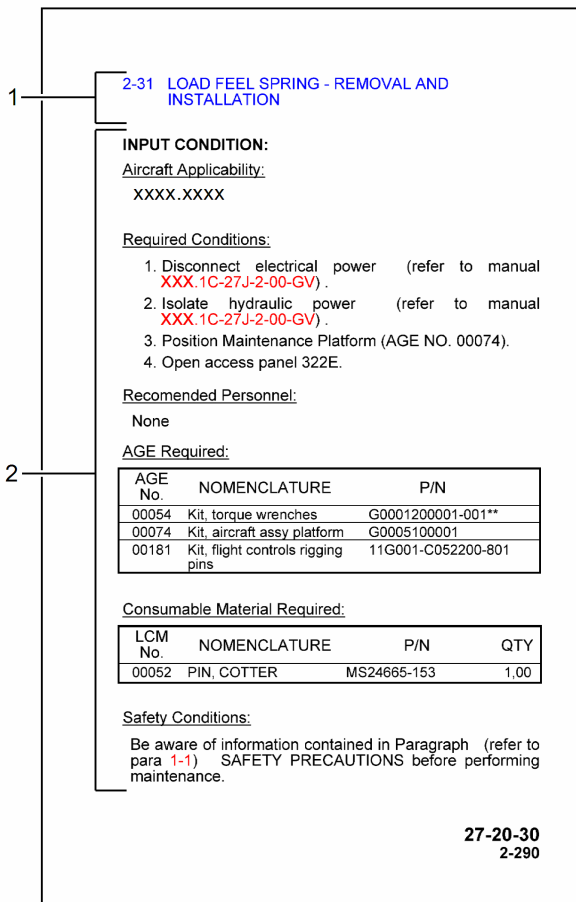 2-31 LOAD FEEL SPRING - REMOVAL AND
INSTALLATION
1
INPUT CONDITION:
Aircraft Applicability:
XXXX.XXXX
Required Conditions:
1. Disconnect electrical power (refer to manual
XXX.1C-27J-2-00-GV) .
2. Isolate hydraulic power (refer to manual
XXX.1C-27J-2-00-GV) .
3. Position Maintenance Platform (AGE NO. 00074).
4. Open access panel 322E.
Recomended Personnel:
None
AGE Required:
2
AGE No. NOMENCLATURE P/N
00054 Kit, torque wrenches G0001200001-001**
00074 Kit, aircraft assy platform G0005100001
00181 Kit, flight controls rigging 11G001-C052200-801
pins
Consumable Material Required:
LCM No. NOMENCLATURE P/N QTY
00052 PIN, COTTER MS24665-153 1,00
Safety Conditions:
Be aware of information contained in Paragraph (refer to
para 1-1) SAFETY PRECAUTIONS before performing
maintenance.
27-20-30
2-290